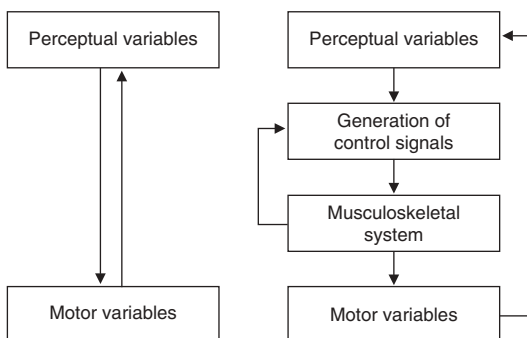 Perceptual variables
Motor variables
Perceptual variables
Generation of
control signals
Musculoskeletal
system
Motor variables